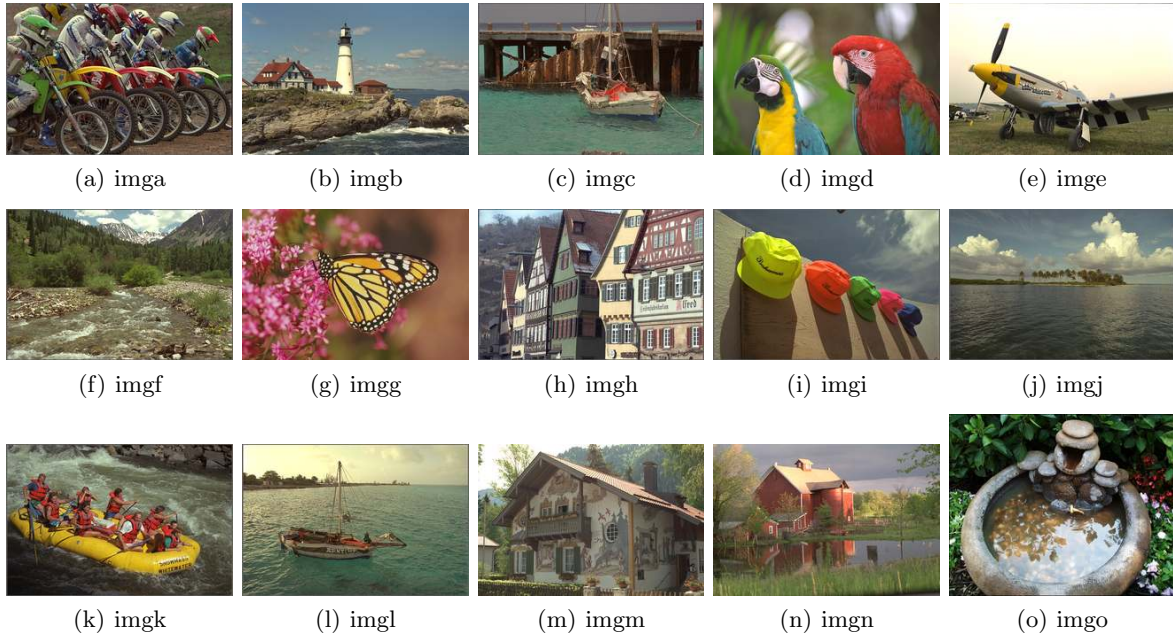 (a) imga
(b) imgb
(c) imgc
(d) imgd
(e) imge
(f) imgf
(g) imgg
(h) imgh
(i) imgi
(j) imgj
(k) imgk
(l) imgl
(m) imgm
(n) imgn
(o) imgo